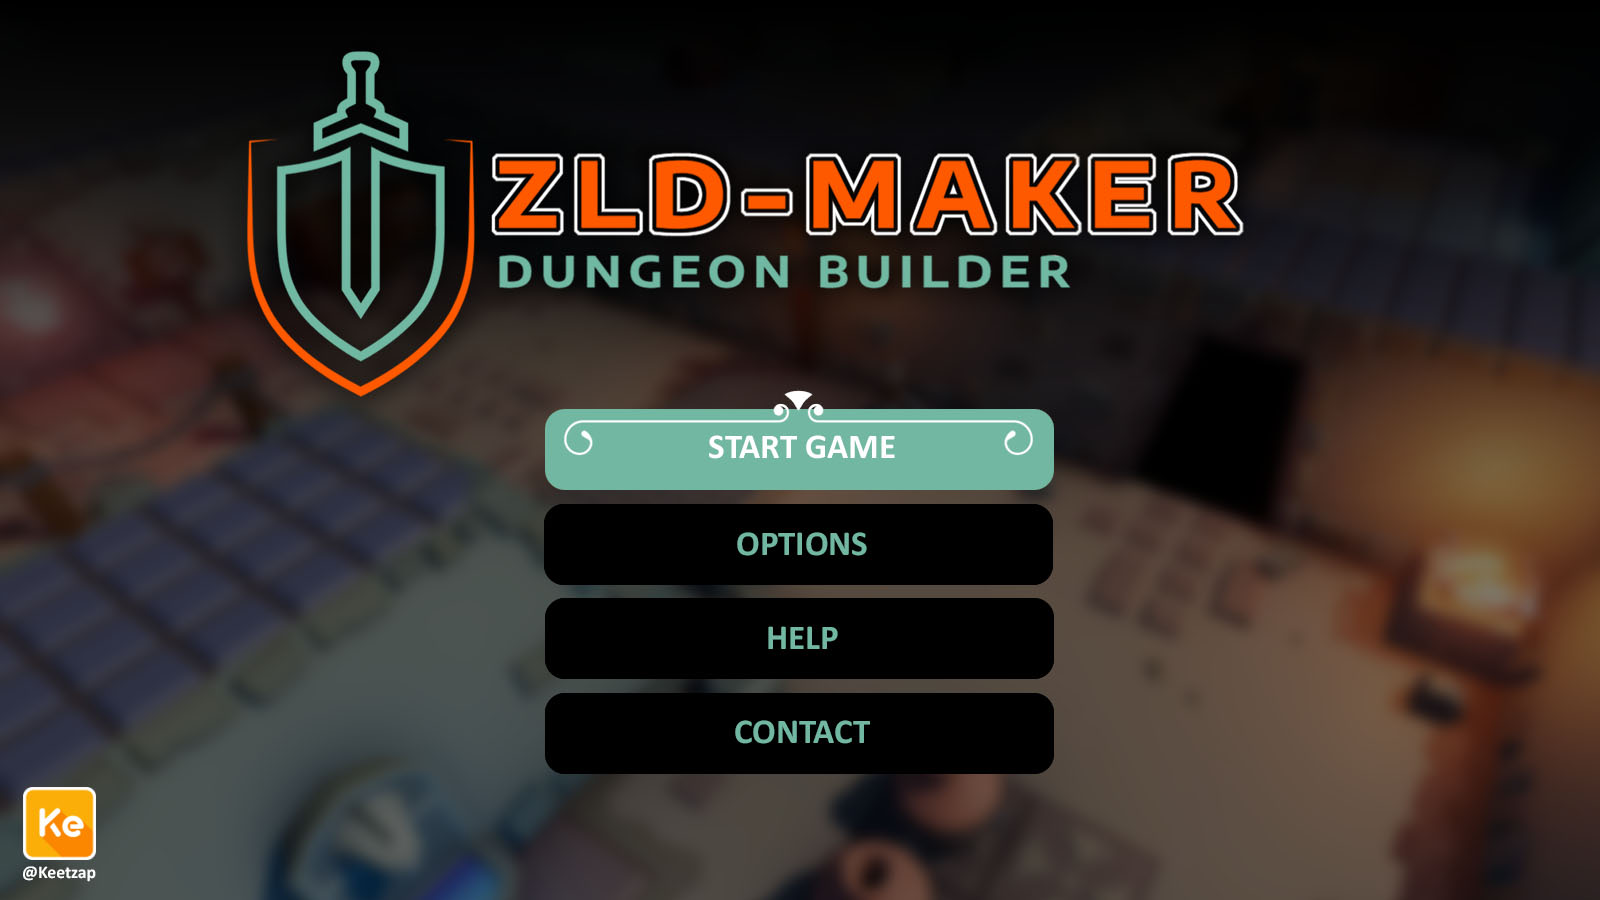 ZLD-MAKER
DUNGEON BUILDER
START GAME
OPTIONS
HELP
CONTACT
Ke
@Keetzap